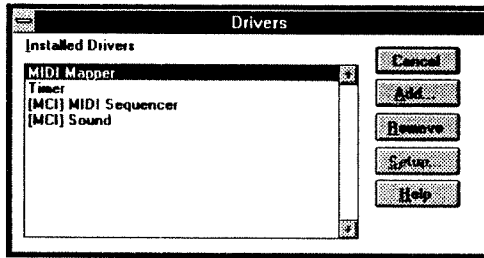 Drivers
Installed Drivers
MIDI Mapper
Timer
[MCI] MIDI Sequencer
[MCI] Sound
Cancel
Add...
Remove
Setup...
Help